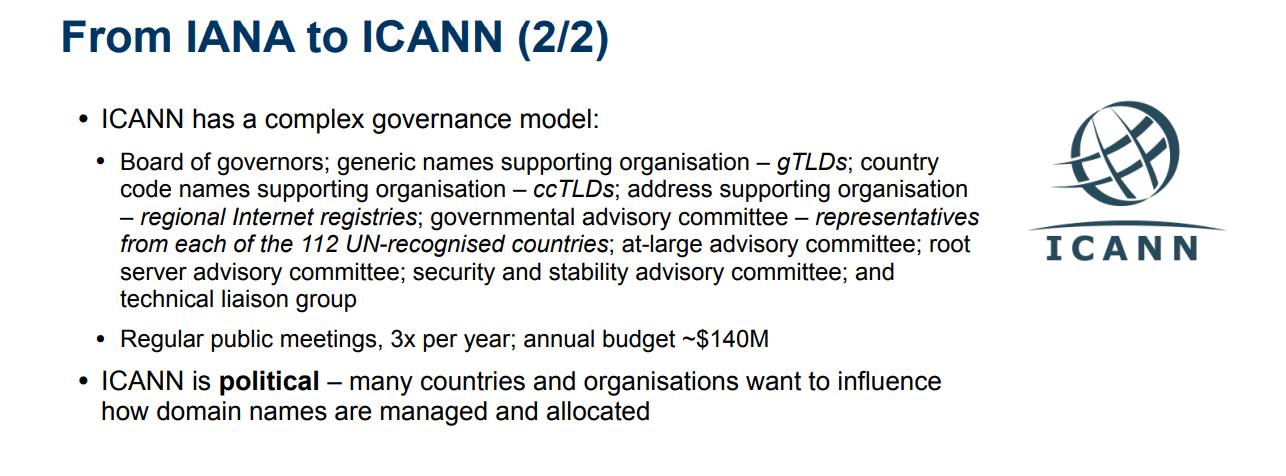 From IANA to ICANN (2/2)
• ICANN has a complex governance model:
• Board of governors; generic names supporting organisation – gTLDs; country
code names supporting organisation – ccTLDs; address supporting organisation
– regional Internet registries; governmental advisory committee – representatives
from each of the 112 UN-recognised countries; at-large advisory committee; root
server advisory committee; security and stability advisory committee; and
technical liaison group
• Regular public meetings, 3x per year; annual budget ~$140M
• ICANN is political – many countries and organisations want to influence
how domain names are managed and allocated
ICANN